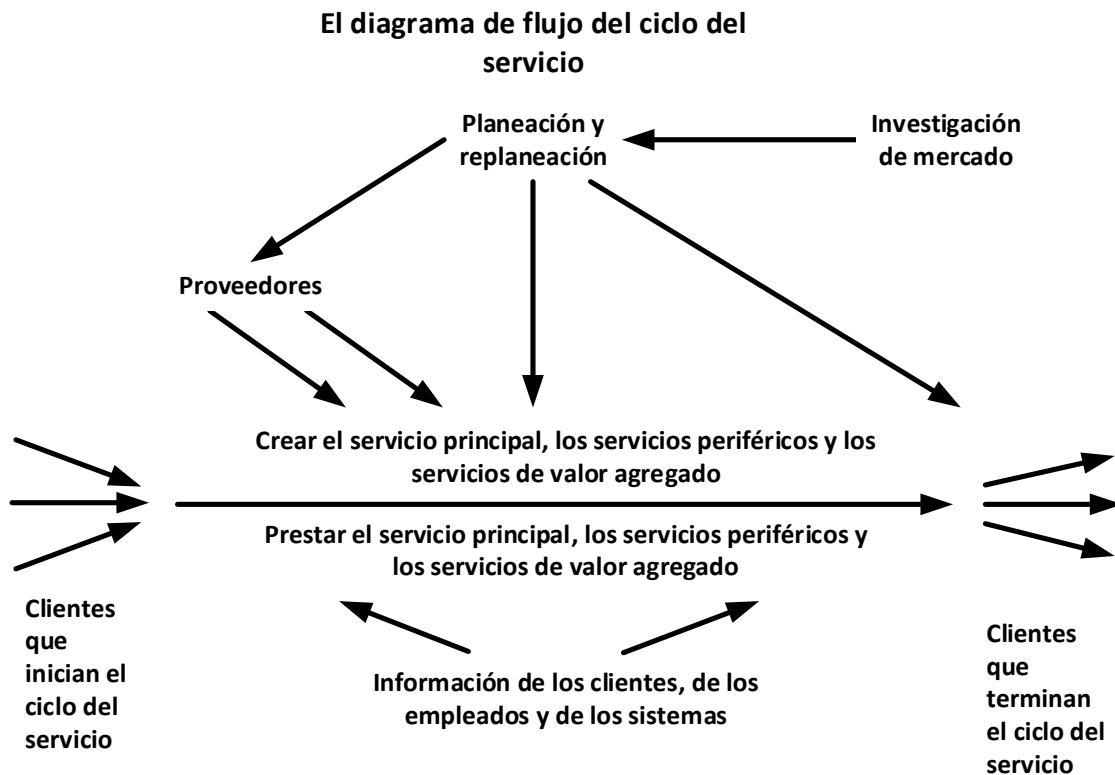 El diagrama de flujo del ciclo del
servicio
Planeación y
replaneación
Investigación
de mercado
Proveedores
Crear el servicio principal, los servicios periféricos y los
servicios de valor agregado
Prestar el servicio principal, los servicios periféricos y
los servicios de valor agregado
Clientes
que
inician el
ciclo del
servicio
Información de los clientes, de los
empleados y de los sistemas
Clientes
que
terminan
el ciclo del
servicio